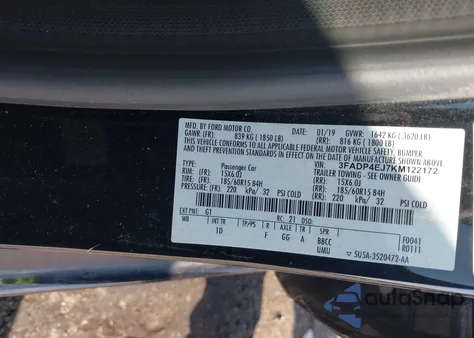 MFD. BY FORD MOTOR CO.
01/19 GVWR: 1642 KG (3620 LB)
GAWR: (FR): 839 KG (1850 LB) (RR): 816 KG (1800 LB)
THIS VEHICLE CONFORMS TO ALL APPLICABLE FEDERAL MOTOR VEHICLE SAFETY, BUMPER,
AND THEFT PREVENTION STANDARDS IN EFFECT ON THE DATE OF MANUFACTURE SHOWN ABOVE.
VIN: 3FADP4EJ7KM122172
TYPE: Passenger Car TRAILER TOWING - SEE OWNER GUIDE
RIM: (FR): 15X6.0J (RR): 15X6.0J
TIRE: (FR): 185/60R15 84H (RR): 185/60R15 84H
PRESSURE: (FR): 220 kPa/ 32 PSI COLD (RR): 220 kPa/ 32 PSI COLD
EXT PNT: G1 RC: 21 DSO:
WB INT TR TP/PS R AXLE TR A
1D F GG A BBCC
UMU
F0041
R0111
5U5A-3520472-AA
autoSnap